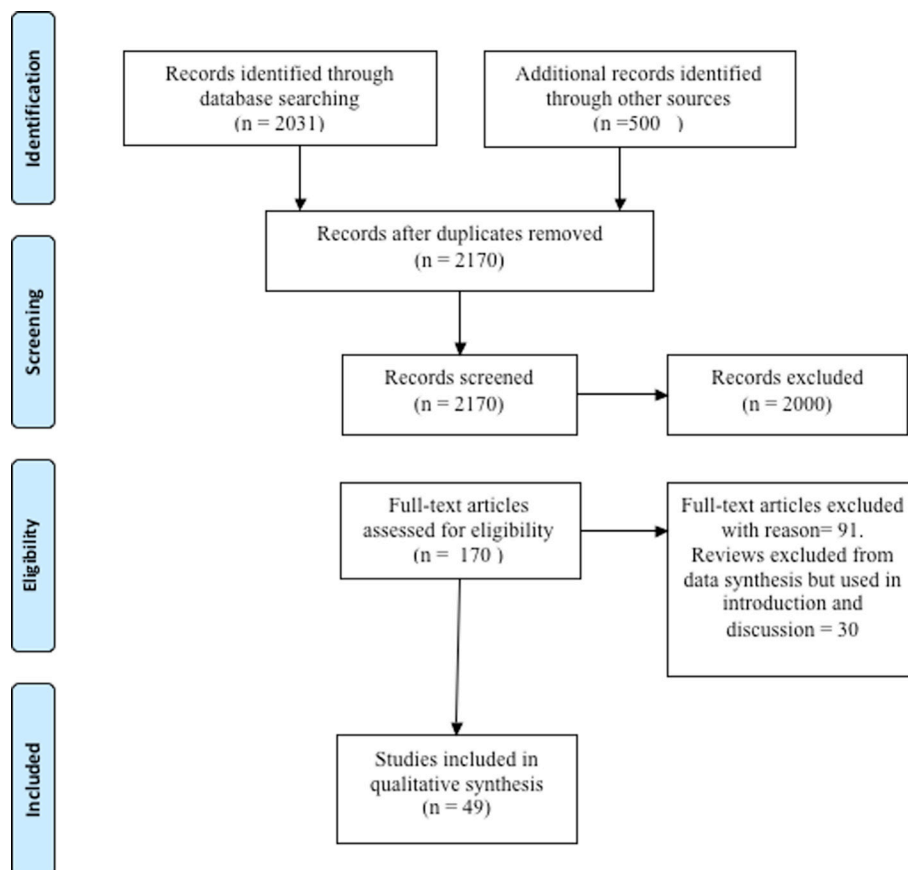 Identification
Records identified through
database searching
(n = 2031)
Additional records identified
through other sources
(n =500   )
Screening
Records after duplicates removed
(n = 2170)
Records screened
(n = 2170)
Records excluded
(n = 2000)
Eligibility
Full-text articles
assessed for eligibility
(n =  170 )
Full-text articles excluded
with reason= 91.
Reviews excluded from
data synthesis but used in
introduction and
discussion = 30
Included
Studies included in
qualitative synthesis
(n = 49)